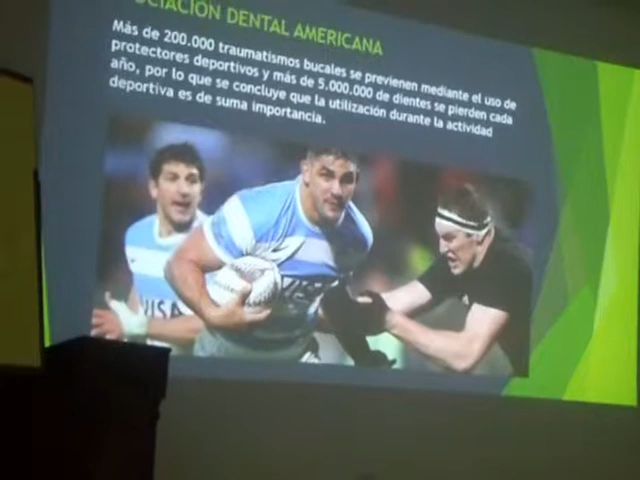 DENTAL AMERICANA
Más de 200.000 traumatismos bucales se previenen mediante el uso de
protectores deportivos y más de 5.000.000 de dientes se pierden cada
año, por lo que se concluye que la utilización durante la actividad
deportiva es de suma importancia.
VISA
VISA